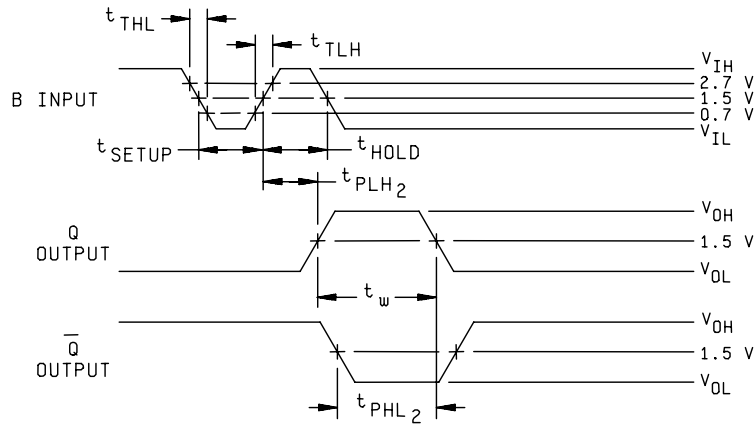 t THL
t TLH
V IH
2.7 V
B INPUT
1.5 V
0.7 V
V IL
t SETUP
t HOLD
t PLH 2
V OH
Q
OUTPUT
1.5 V
V OL
t w
V OH
Q̅
OUTPUT
1.5 V
V OL
t PHL 2